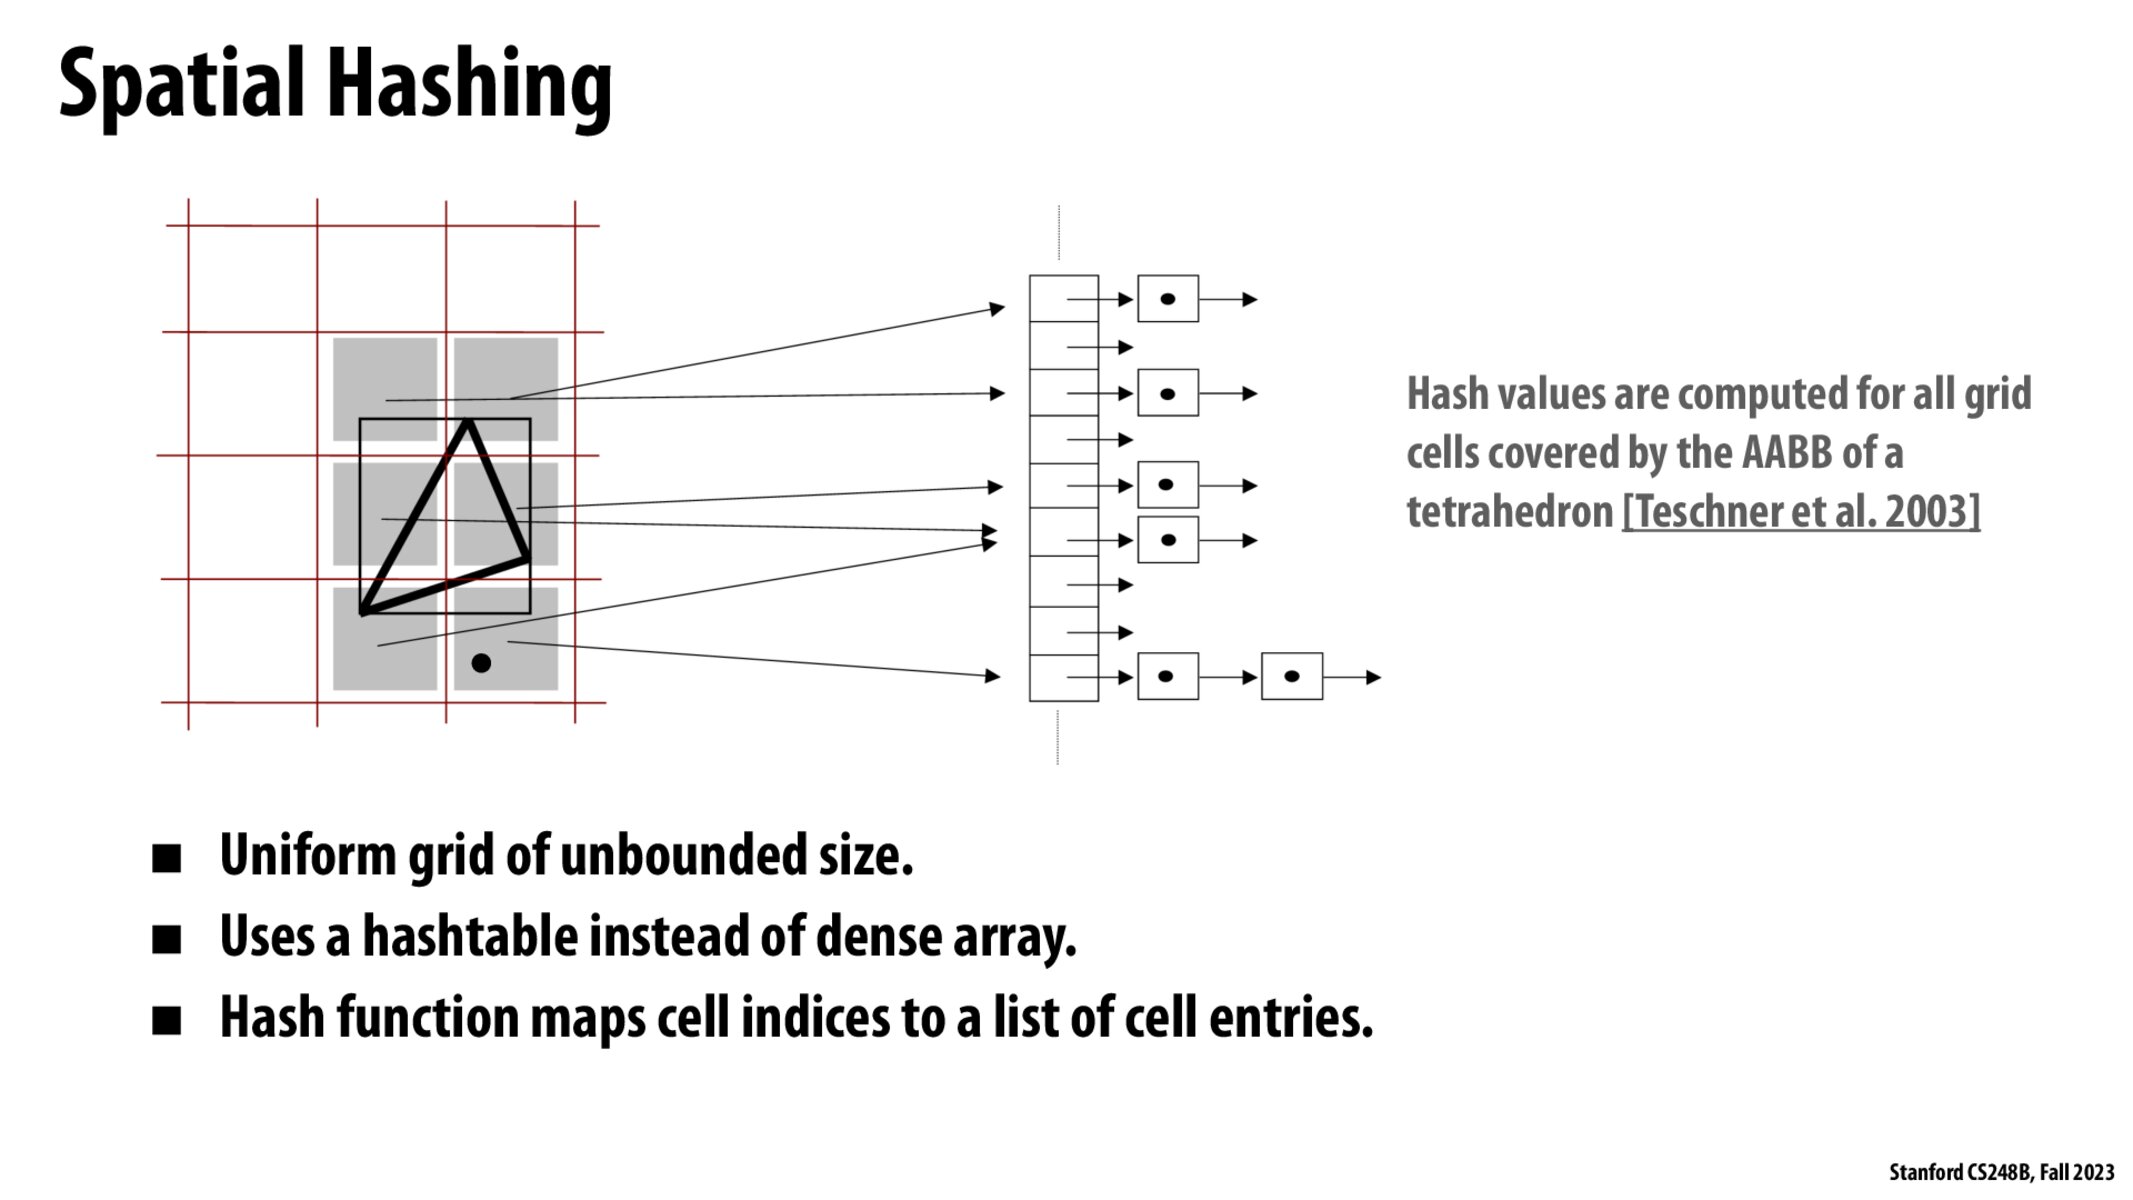 Spatial Hashing
Hash values are computed for all grid
cells covered by the AABB of a
tetrahedron [Teschner et al. 2003]
■ Uniform grid of unbounded size.
■ Uses a hashtable instead of dense array.
■ Hash function maps cell indices to a list of cell entries.
Stanford CS248B, Fall 2023